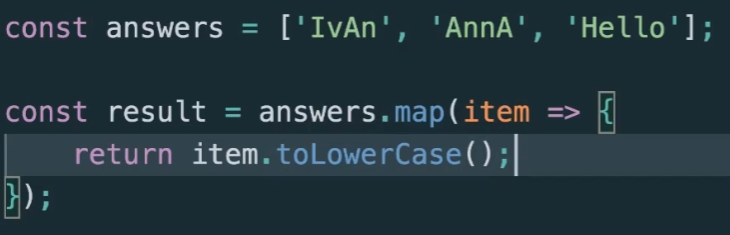 const answers = ['IvAn', 'AnnA', 'Hello'];
const result = answers.map(item => {
    return item.toLowerCase();
});